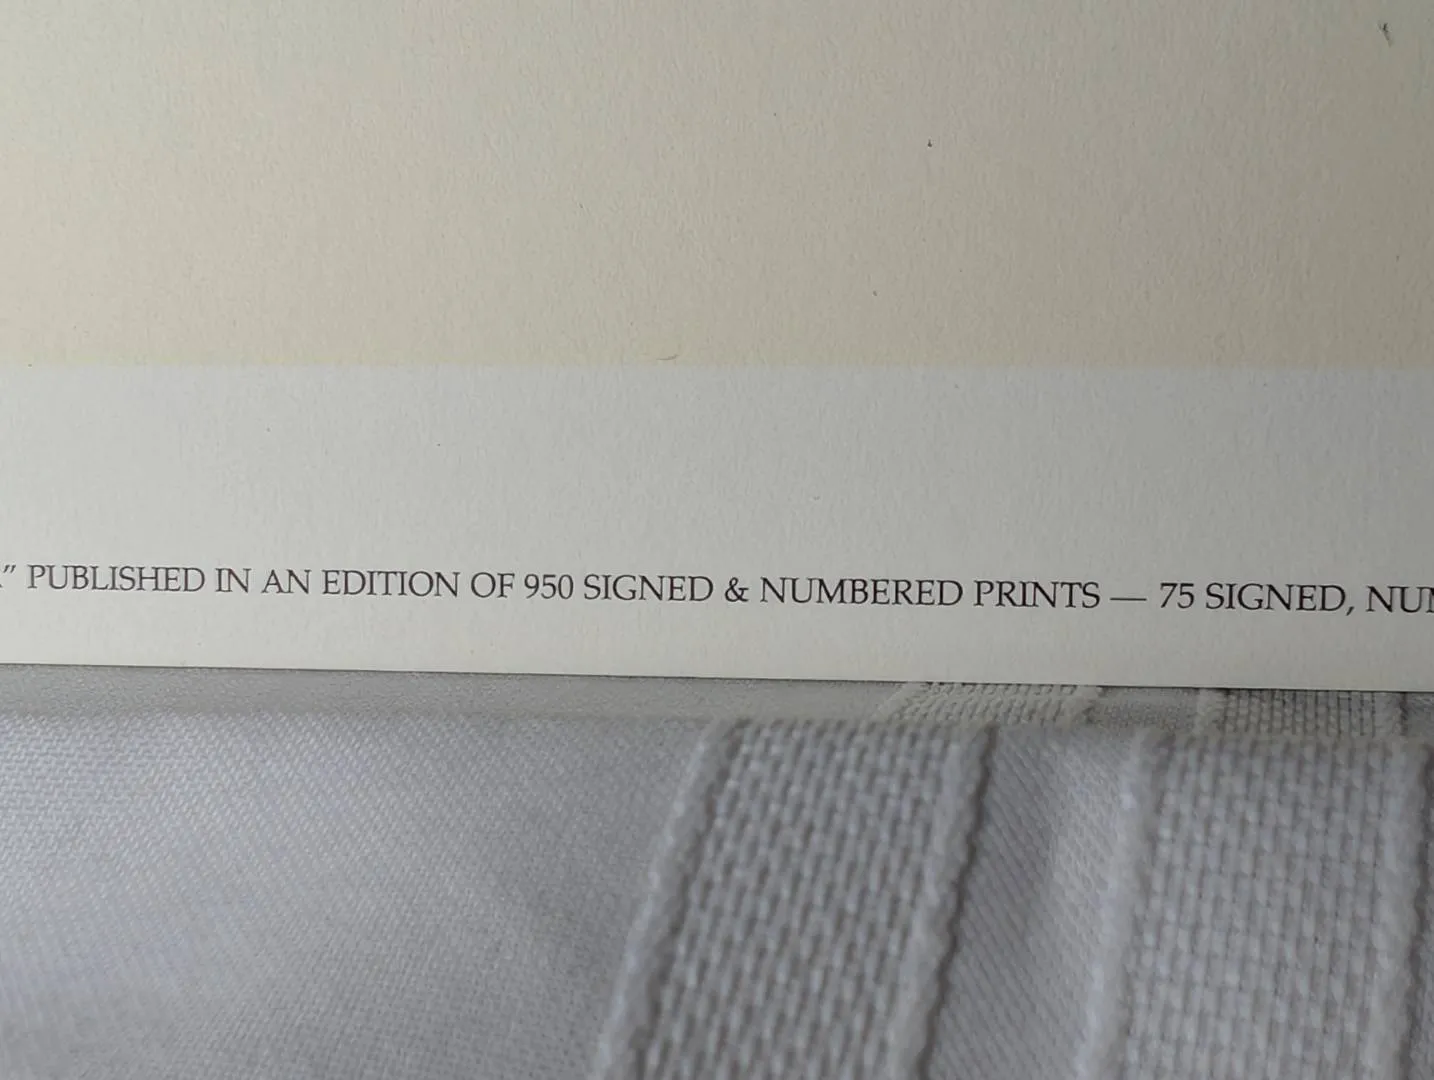 ” PUBLISHED IN AN EDITION OF 950 SIGNED & NUMBERED PRINTS — 75 SIGNED,